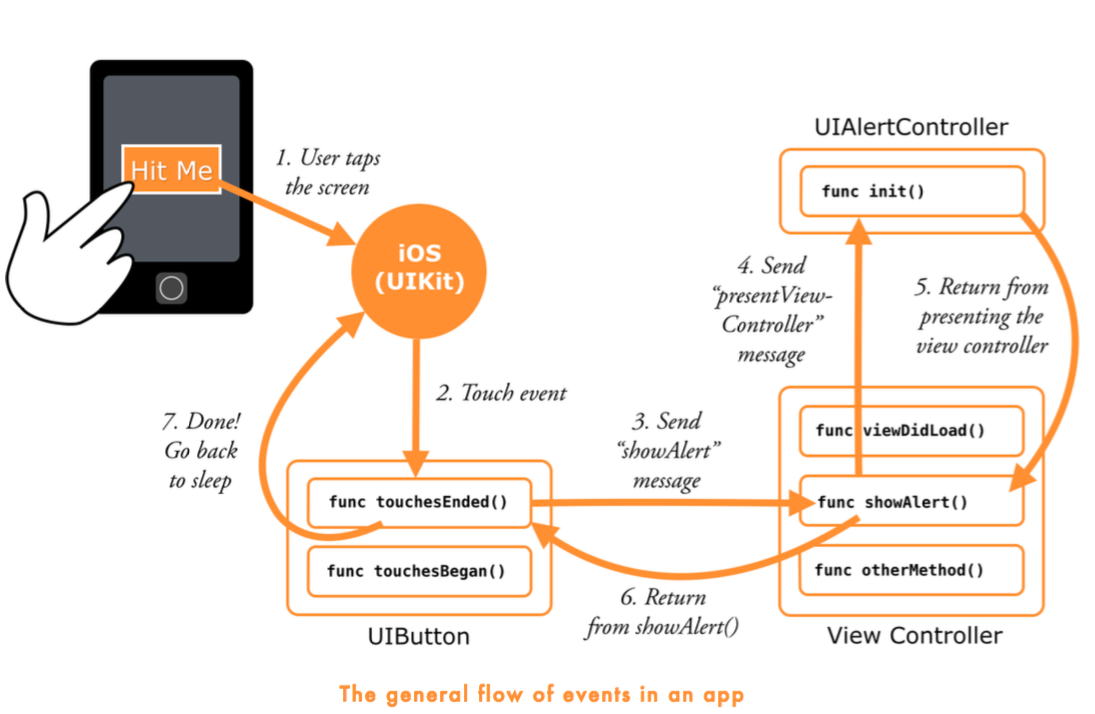 Hit Me
1. User taps
the screen
iOS
(UIKit)
2. Touch event
7. Done!
Go back
to sleep
func touchesEnded()
func touchesBegan()
UIButton
3. Send
“showAlert”
message
6. Return
from showAlert()
UIAlertController
func init()
4. Send
“presentView-
Controller”
message
5. Return from
presenting the
view controller
func viewDidLoad()
func showAlert()
func otherMethod()
View Controller
The general flow of events in an app